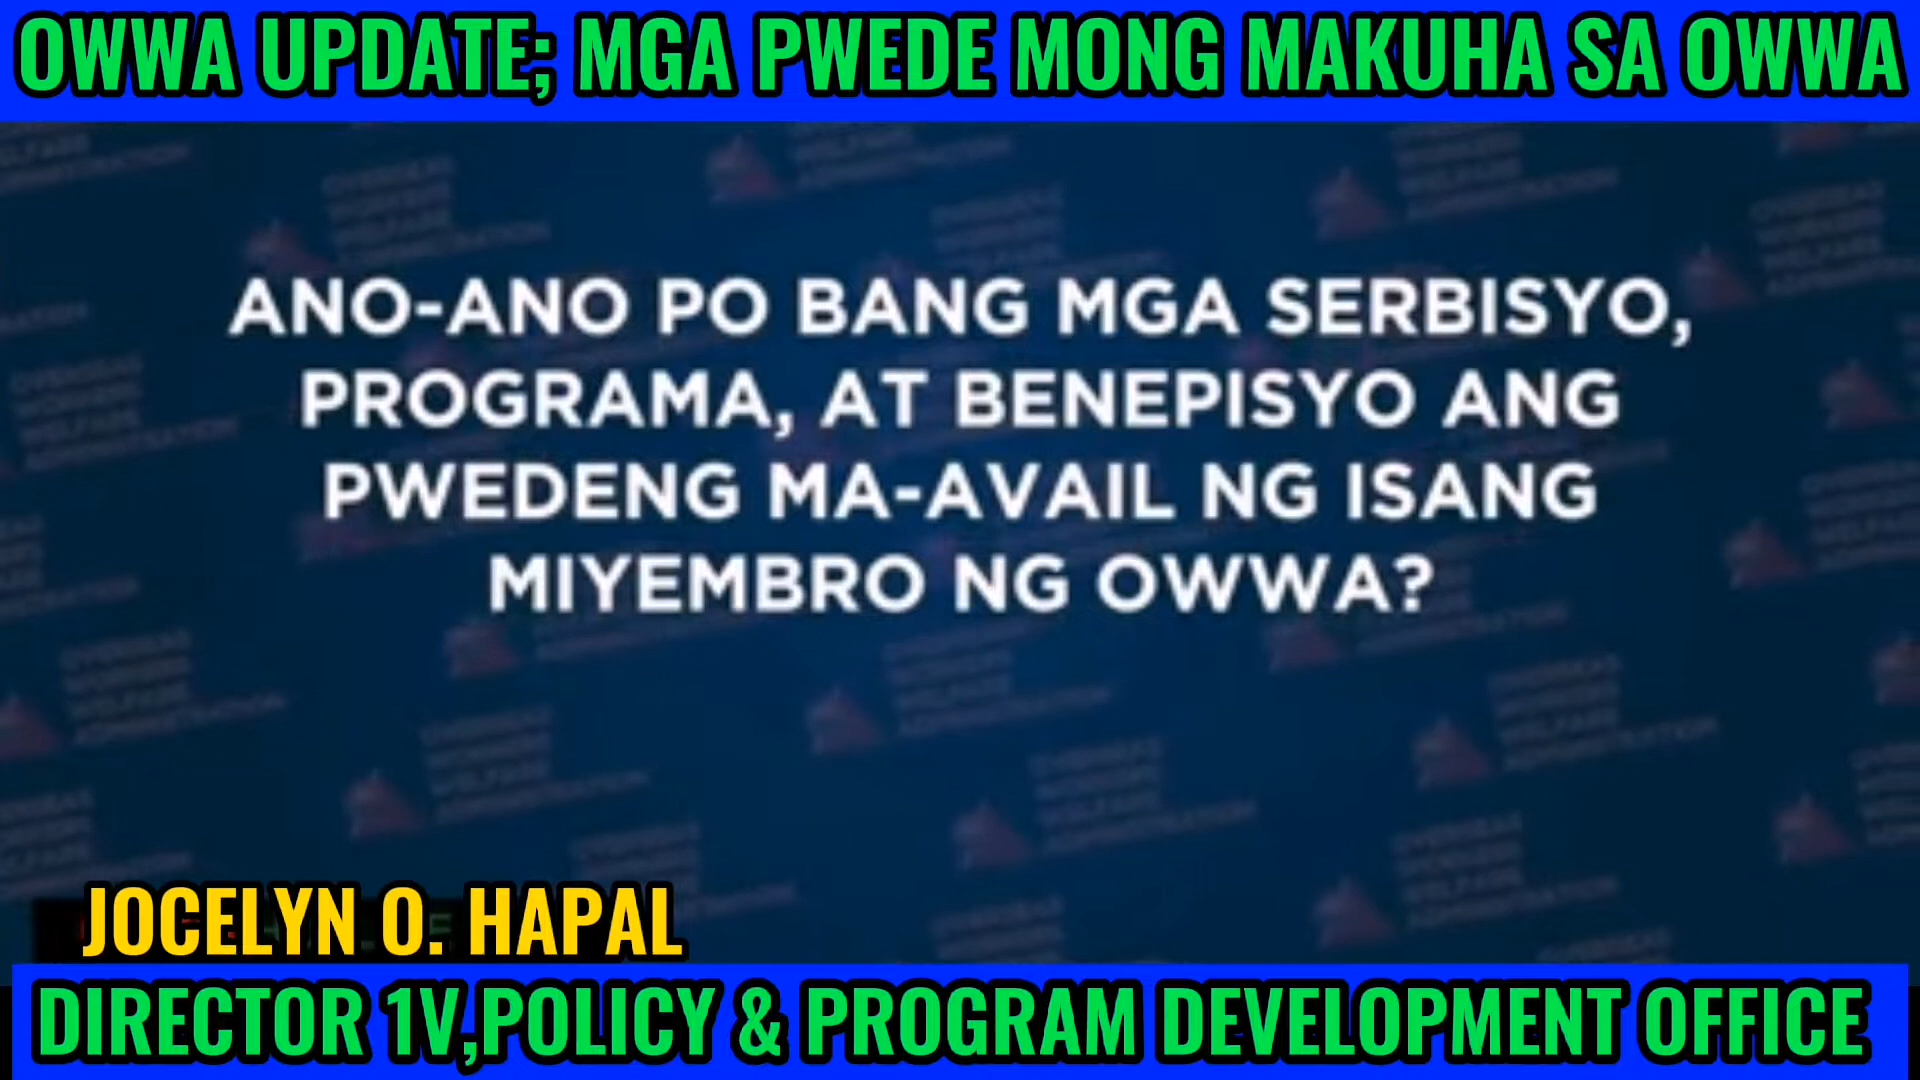 OWWA UPDATE; MGA PWEDE MONG MAKUHA SA OWWA
ANO-ANO PO BANG MGA SERBISYO,
PROGRAMA, AT BENEPISYO ANG
PWEDENG MA-AVAIL NG ISANG
MIYEMBRO NG OWWA?
JOCELYN O. HAPAL
DIRECTOR 1V,POLICY & PROGRAM DEVELOPMENT OFFICE